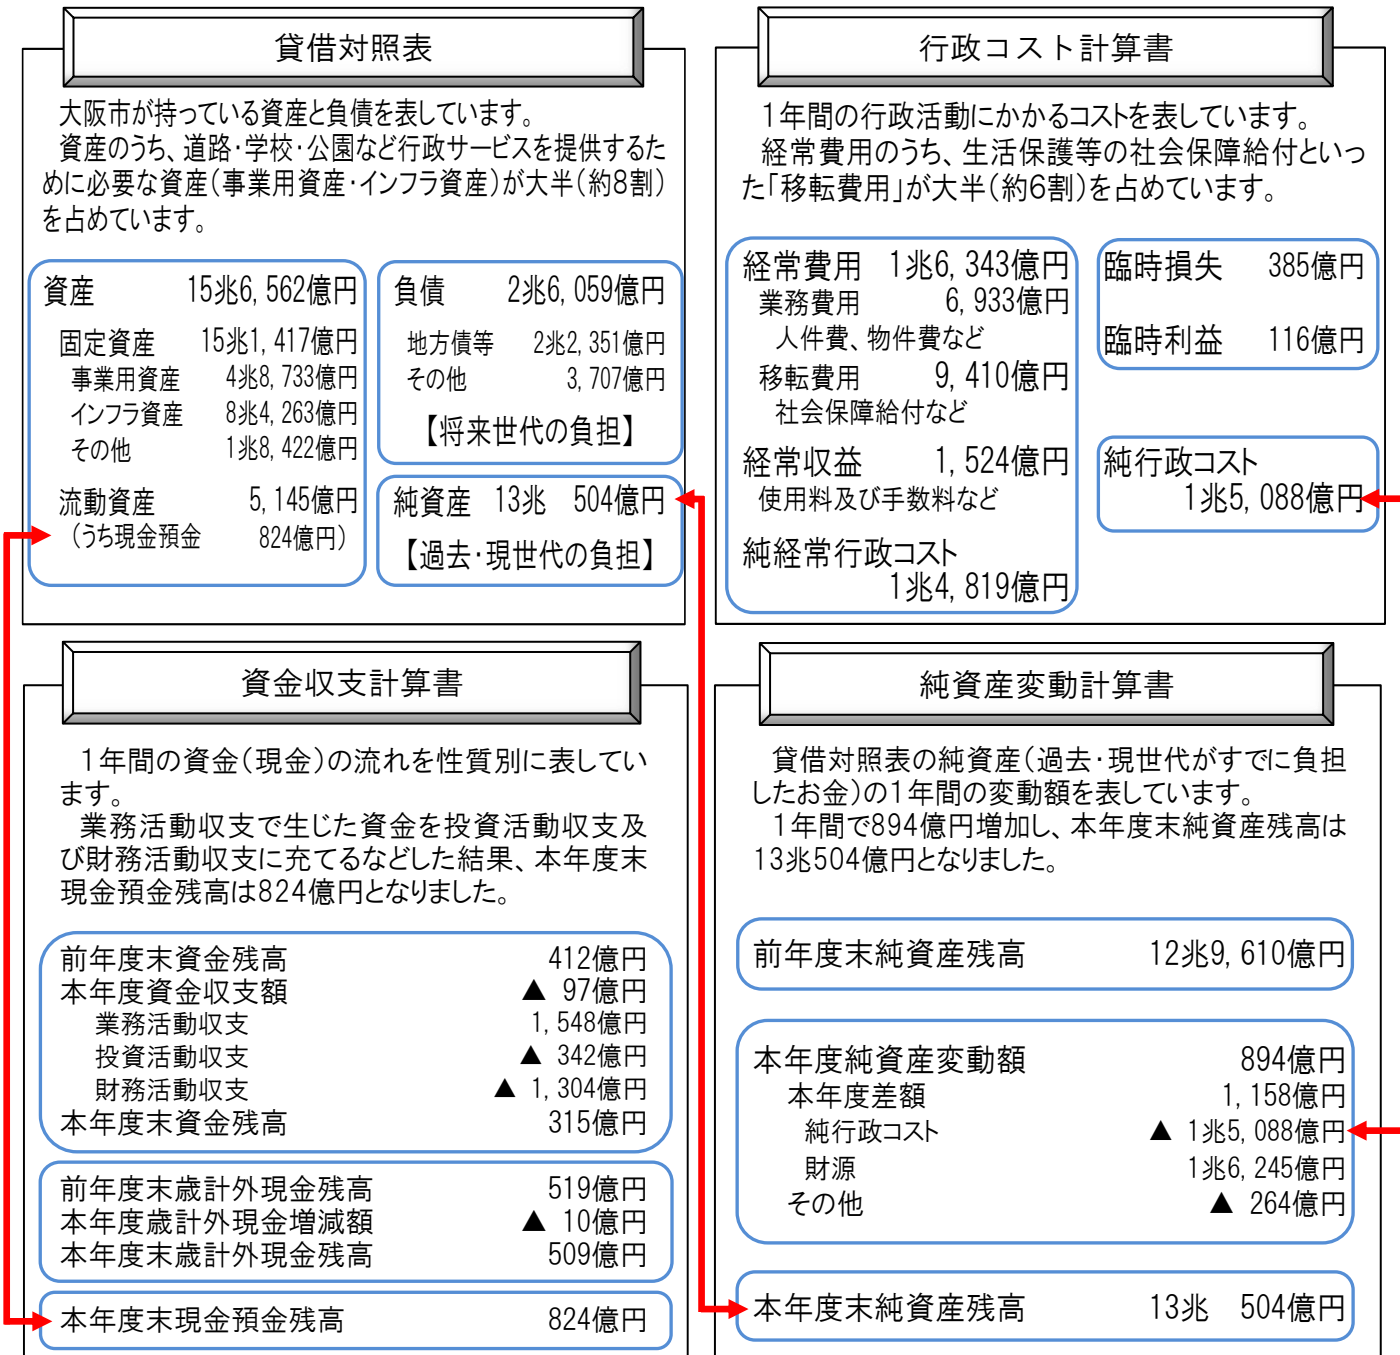 貸借対照表
大阪市が持っている資産と負債を表しています。
資産のうち、道路・学校・公園など行政サービスを提供するた
めに必要な資産（事業用資産・インフラ資産）が大半（約８割）
を占めています。
資産 15兆6,562億円
固定資産 15兆1,417億円
事業用資産 4兆8,733億円
インフラ資産 8兆4,263億円
その他 1兆8,422億円
流動資産 5,145億円
（うち現金預金 824億円）
負債 2兆6,059億円
地方債等 2兆2,351億円
その他 3,707億円
【将来世代の負担】
純資産 13兆 504億円
【過去・現世代の負担】
行政コスト計算書
１年間の行政活動にかかるコストを表しています。
経常費用のうち、生活保護等の社会保障給付といっ
た「移転費用」が大半（約６割）を占めています。
経常費用 1兆6,343億円
業務費用 6,933億円
人件費、物件費など
移転費用 9,410億円
社会保障給付など
経常収益 1,524億円
使用料及び手数料など
純経常行政コスト
1兆4,819億円
臨時損失 385億円
臨時利益 116億円
純行政コスト
1兆5,088億円
資金収支計算書
１年間の資金（現金）の流れを性質別に表してい
ます。
業務活動収支で生じた資金を投資活動収支及
び財務活動収支に充てるなどした結果、本年度末
現金預金残高は824億円となりました。
前年度末資金残高 412億円
本年度資金収支額 ▲ 97億円
業務活動収支 1,548億円
投資活動収支 ▲ 342億円
財務活動収支 ▲ 1,304億円
本年度末資金残高 315億円
前年度末歳計外現金残高 519億円
本年度歳計外現金増減額 ▲ 10億円
本年度末歳計外現金残高 509億円
本年度末現金預金残高 824億円
純資産変動計算書
貸借対照表の純資産（過去・現世代がすでに負担
したお金）の１年間の変動額を表しています。
１年間で894億円増加し、本年度末純資産残高は
13兆504億円となりました。
前年度末純資産残高 12兆9,610億円
本年度純資産変動額 894億円
本年度差額 1,158億円
純行政コスト ▲ 1兆5,088億円
財源 1兆6,245億円
その他 ▲ 264億円
本年度末純資産残高 13兆 504億円